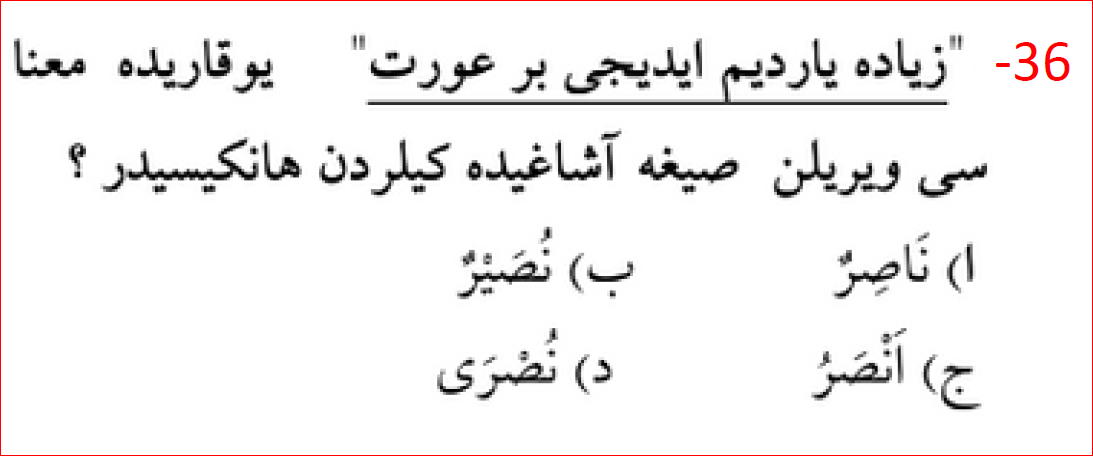 36- "زیاده یاردیم ایدیجی بر عورت" یوقاریده معنا
سی ویریلن صیغه آشاغیده کیلردن هانکیسیدر ؟
ا) نَاصِرٌ ب) نُصَيْرٌ
ج) اَنْصَرُ د) نُصْرَی